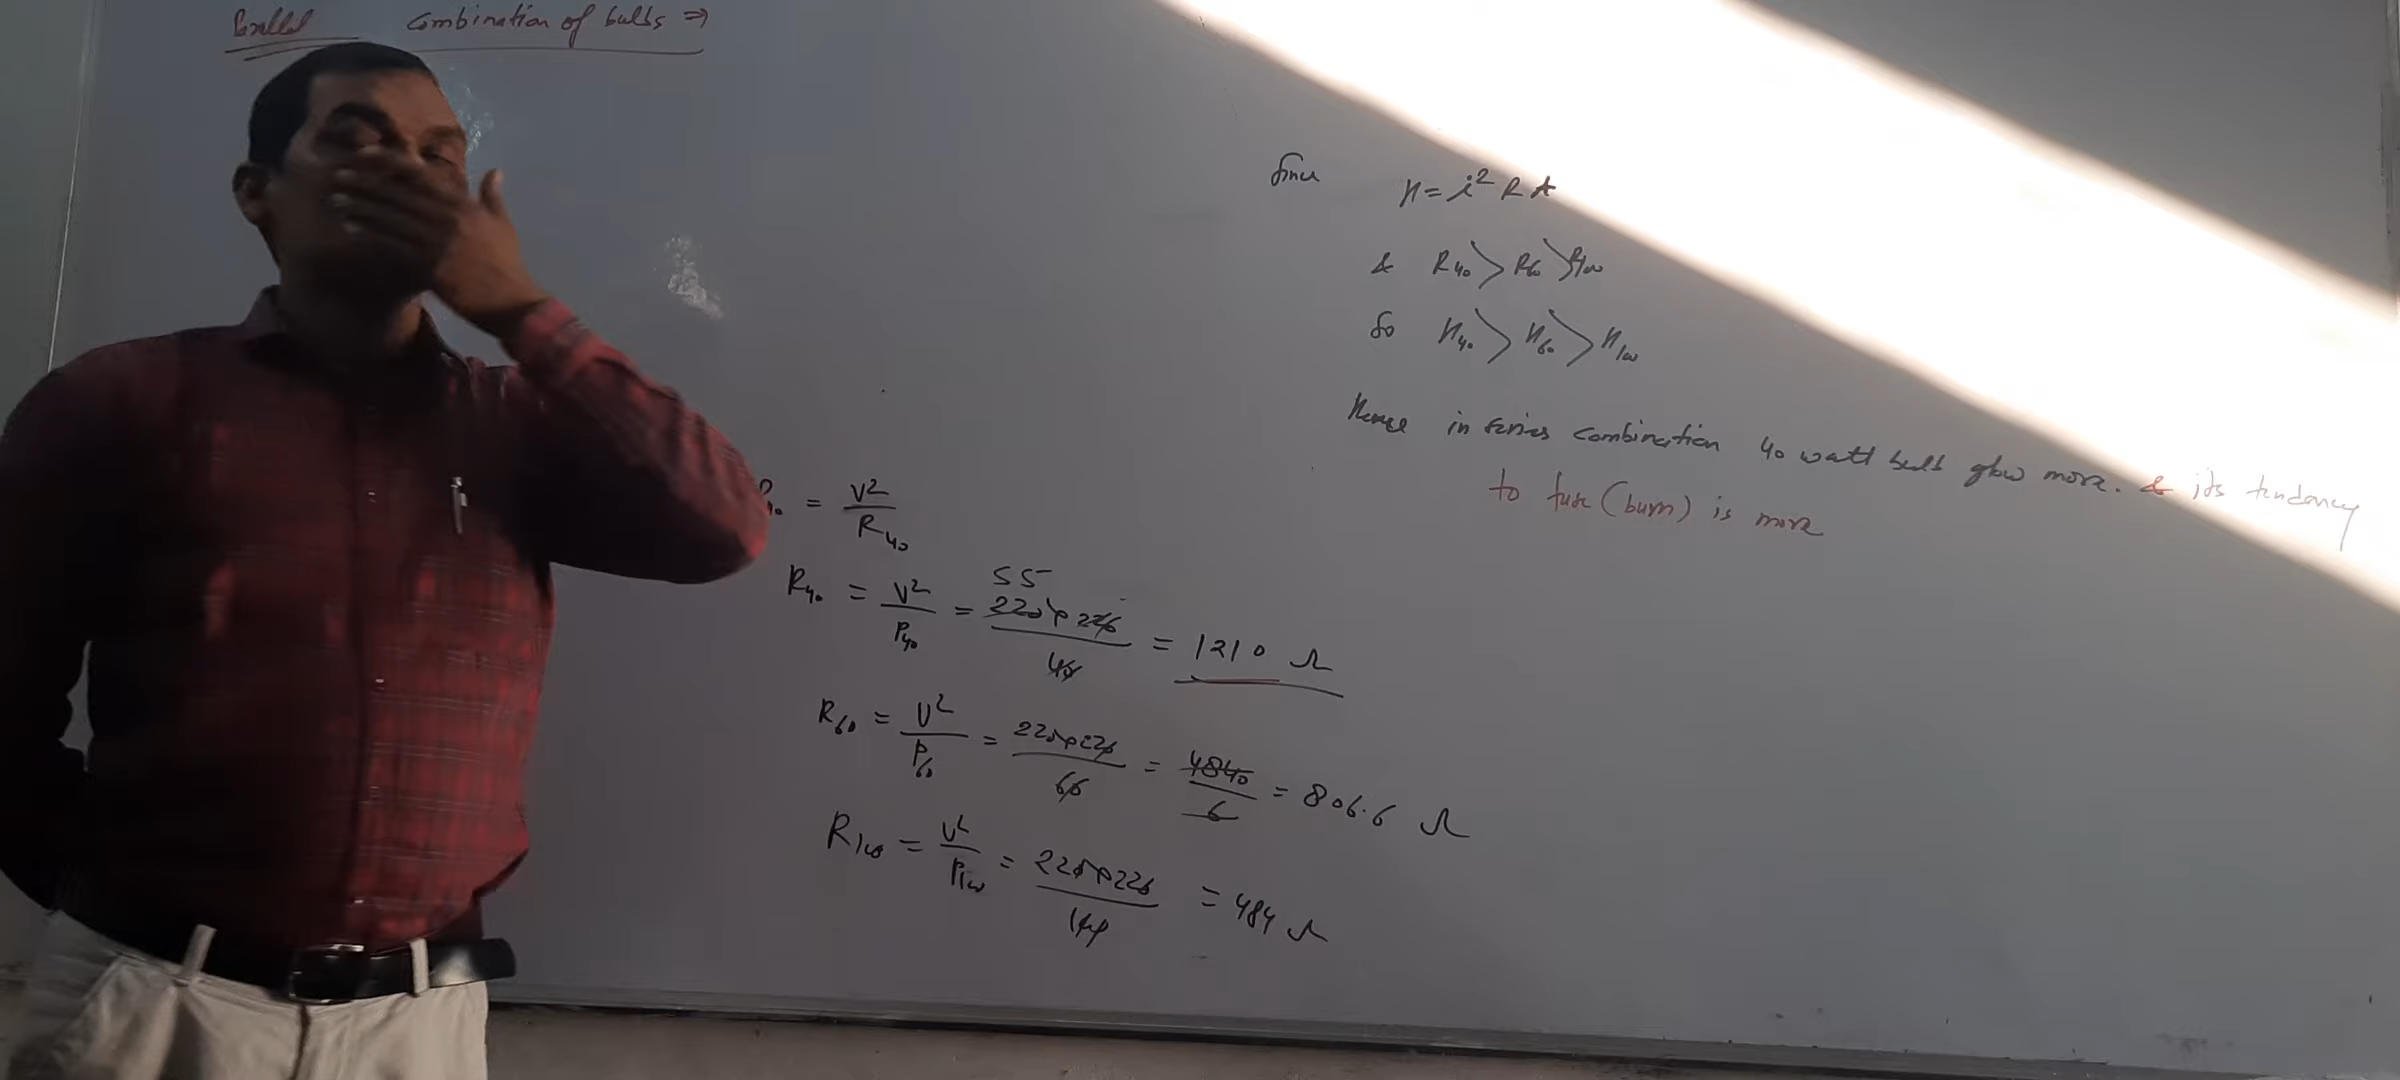 Parallel Combination of bulbs ⇒
Since H = i² R t
& R₄₀ > R₆₀ > R₁₀₀
So H₄₀ > H₆₀ > H₁₀₀
Hence in series combination 40 watt bulb glow more. & its tendancy
to fuse (burn) is more
= V² / R₄₀
R₄₀ = V² / P₄₀ = 220 × 220 / 40 = 1210 Ω
55
R₆₀ = V² / P₆₀ = 220 × 220 / 60 = 4840 / 6 = 806.6 Ω
R₁₀₀ = V² / P₁₀₀ = 220 × 220 / 100 = 484 Ω